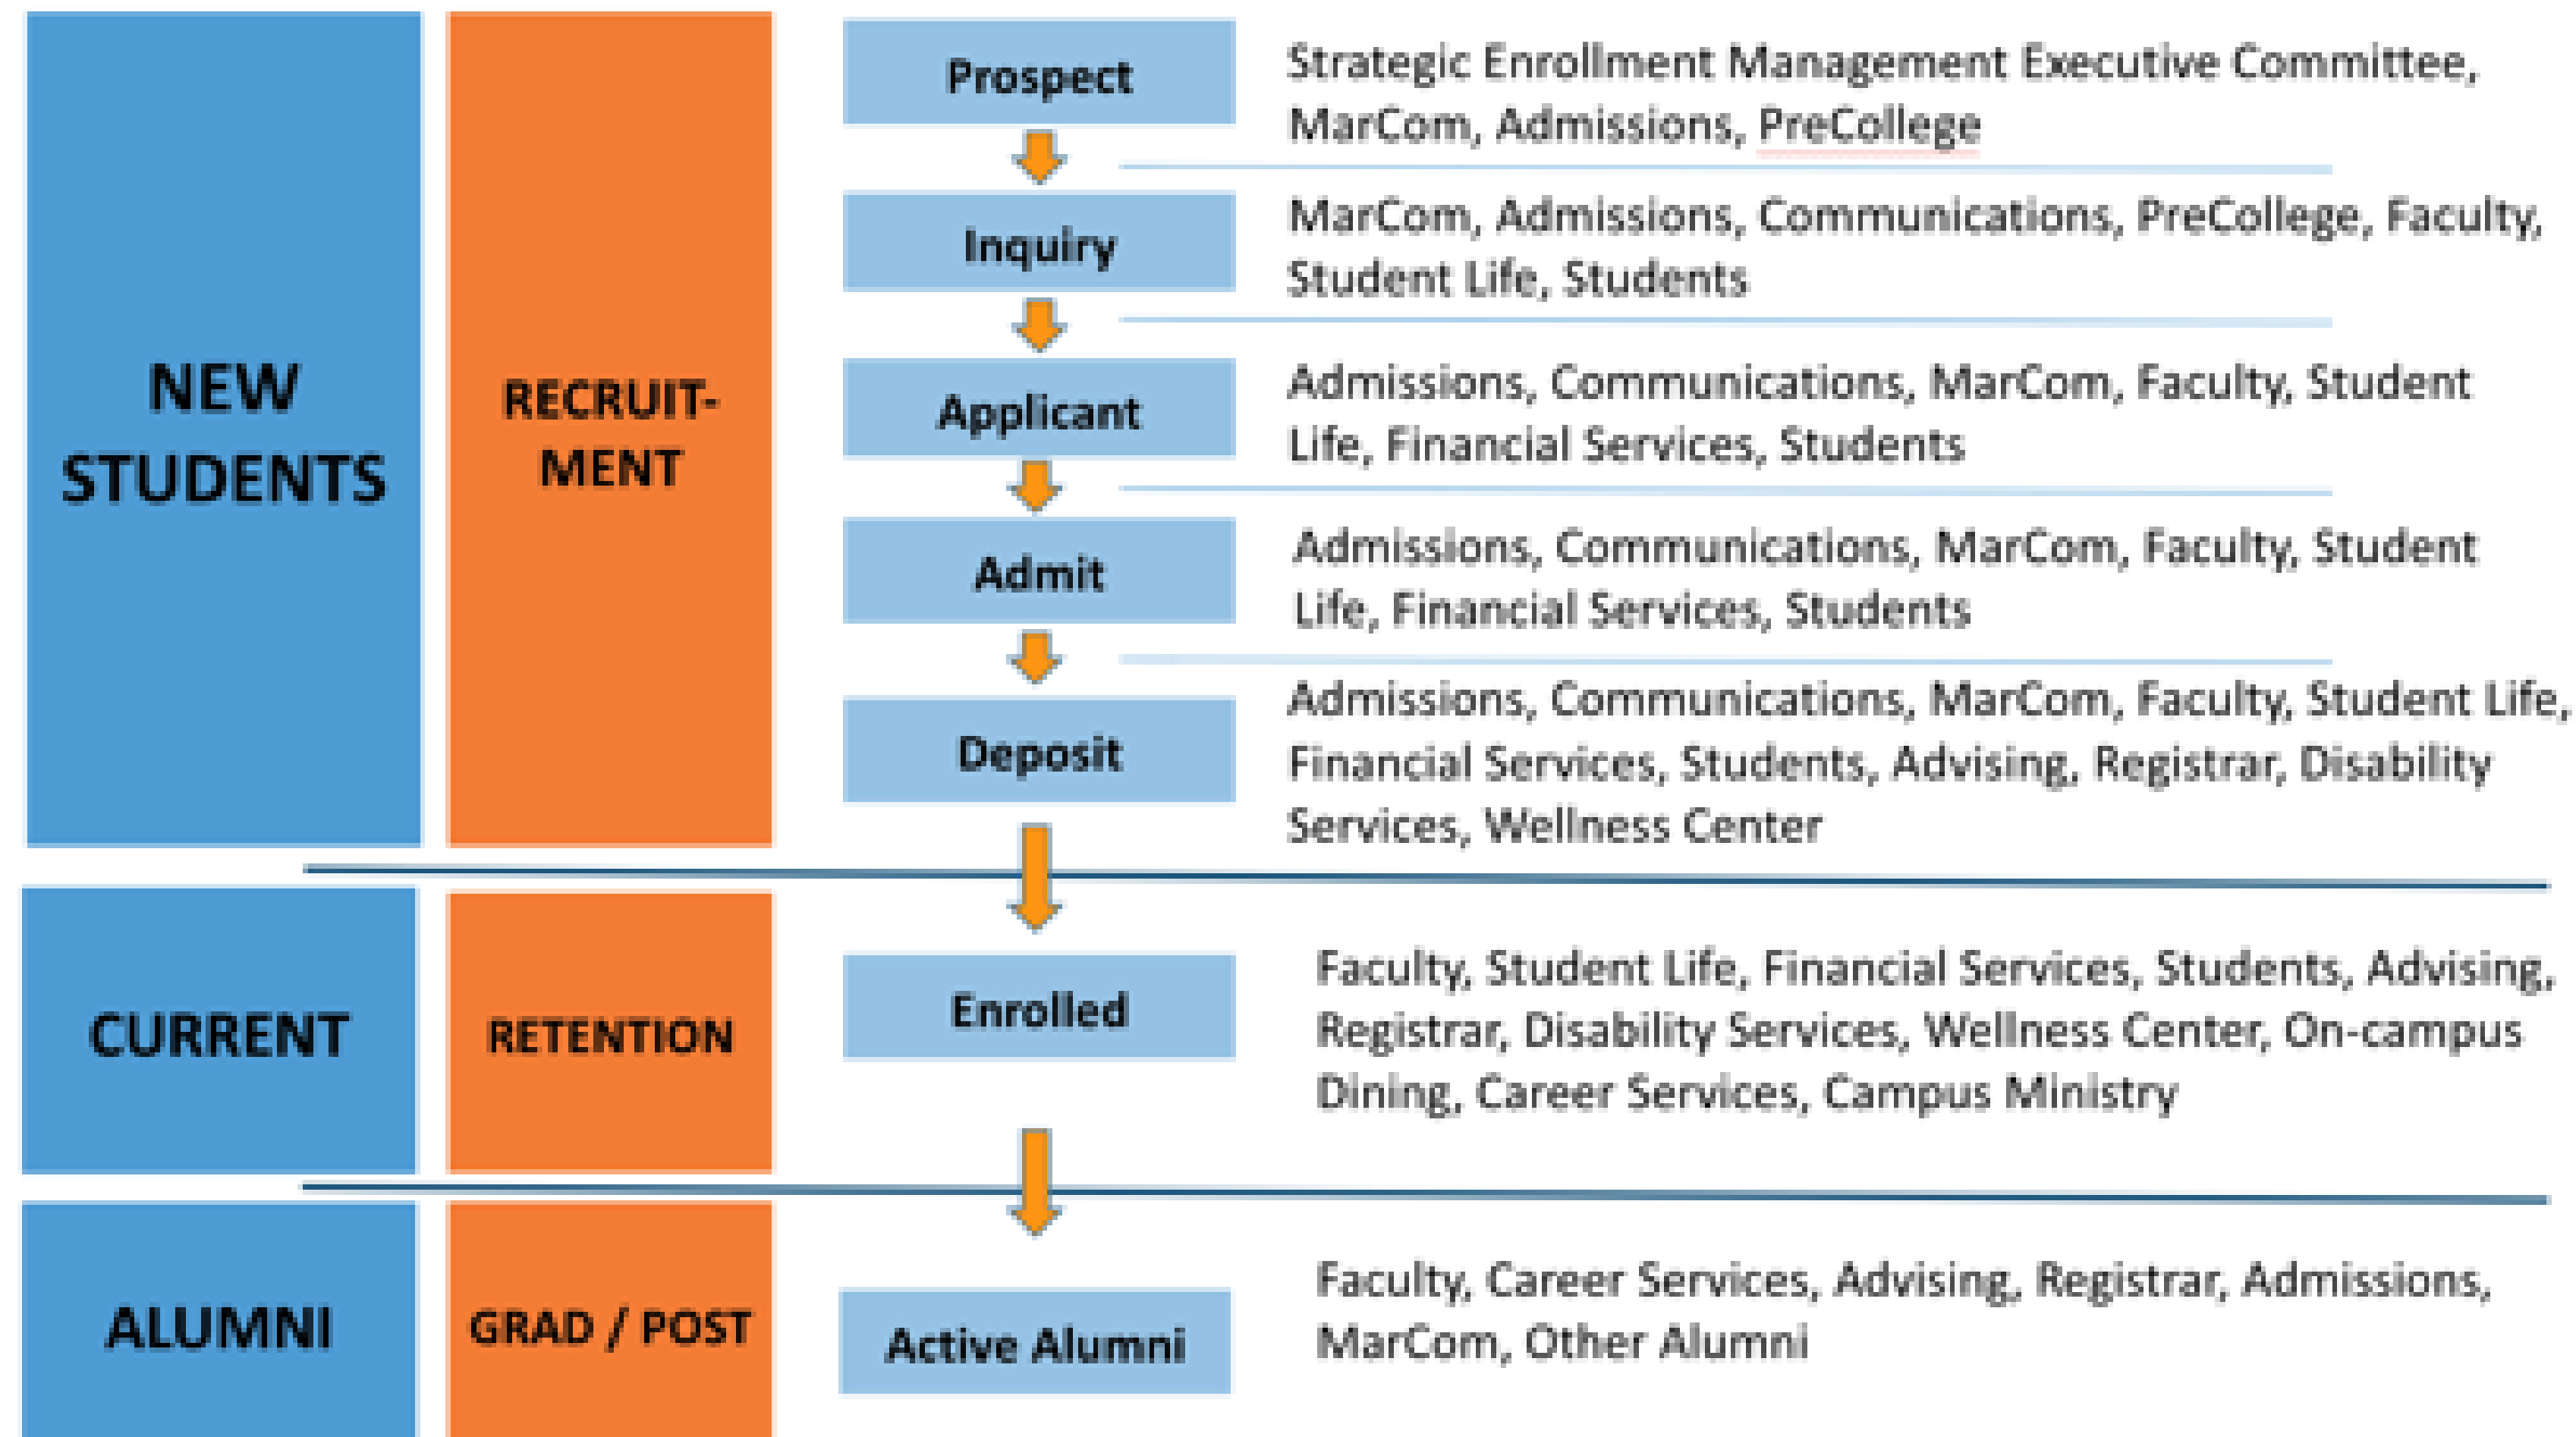 NEW
STUDENTS
RECRUIT-
MENT
Prospect
Strategic Enrollment Management Executive Committee,
MarCom, Admissions, PreCollege
Inquiry
MarCom, Admissions, Communications, PreCollege, Faculty,
Student Life, Students
Applicant
Admissions, Communications, MarCom, Faculty, Student
Life, Financial Services, Students
Admit
Admissions, Communications, MarCom, Faculty, Student
Life, Financial Services, Students
Deposit
Admissions, Communications, MarCom, Faculty, Student Life,
Financial Services, Students, Advising, Registrar, Disability
Services, Wellness Center
CURRENT
RETENTION
Enrolled
Faculty, Student Life, Financial Services, Students, Advising,
Registrar, Disability Services, Wellness Center, On-campus
Dining, Career Services, Campus Ministry
ALUMNI
GRAD / POST
Active Alumni
Faculty, Career Services, Advising, Registrar, Admissions,
MarCom, Other Alumni